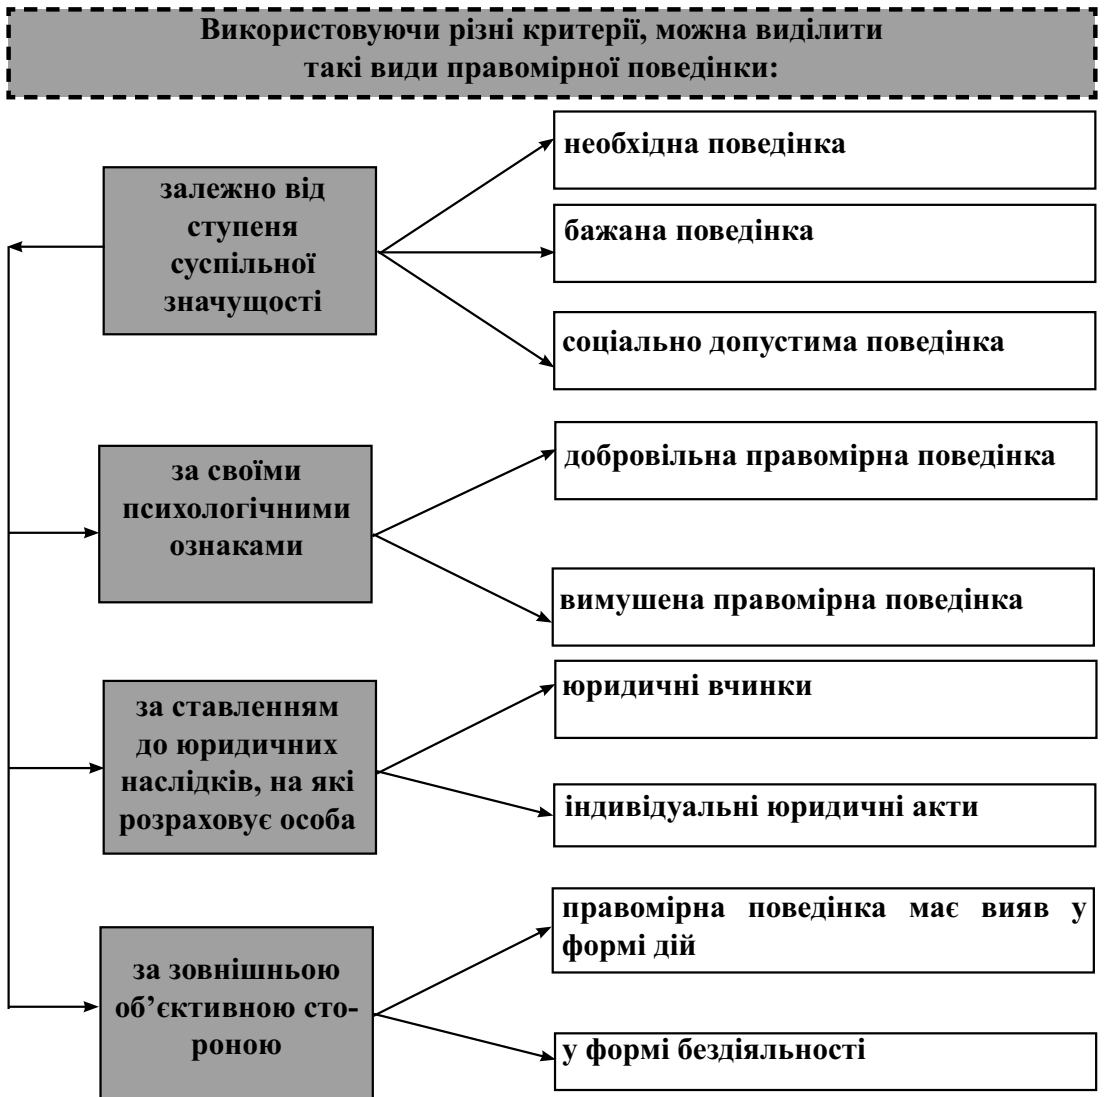 Використовуючи різні критерії, можна виділити
такі види правомірної поведінки:
залежно від
ступеня
суспільної
значущості
необхідна поведінка
бажана поведінка
соціально допустима поведінка
за своїми
психологічними
ознаками
добровільна правомірна поведінка
вимушена правомірна поведінка
за ставленням
до юридичних
наслідків, на які
розраховує особа
юридичні вчинки
індивідуальні юридичні акти
за зовнішньою
об’єктивною сто-
роною
правомірна поведінка має вияв у
формі дій
у формі бездіяльності